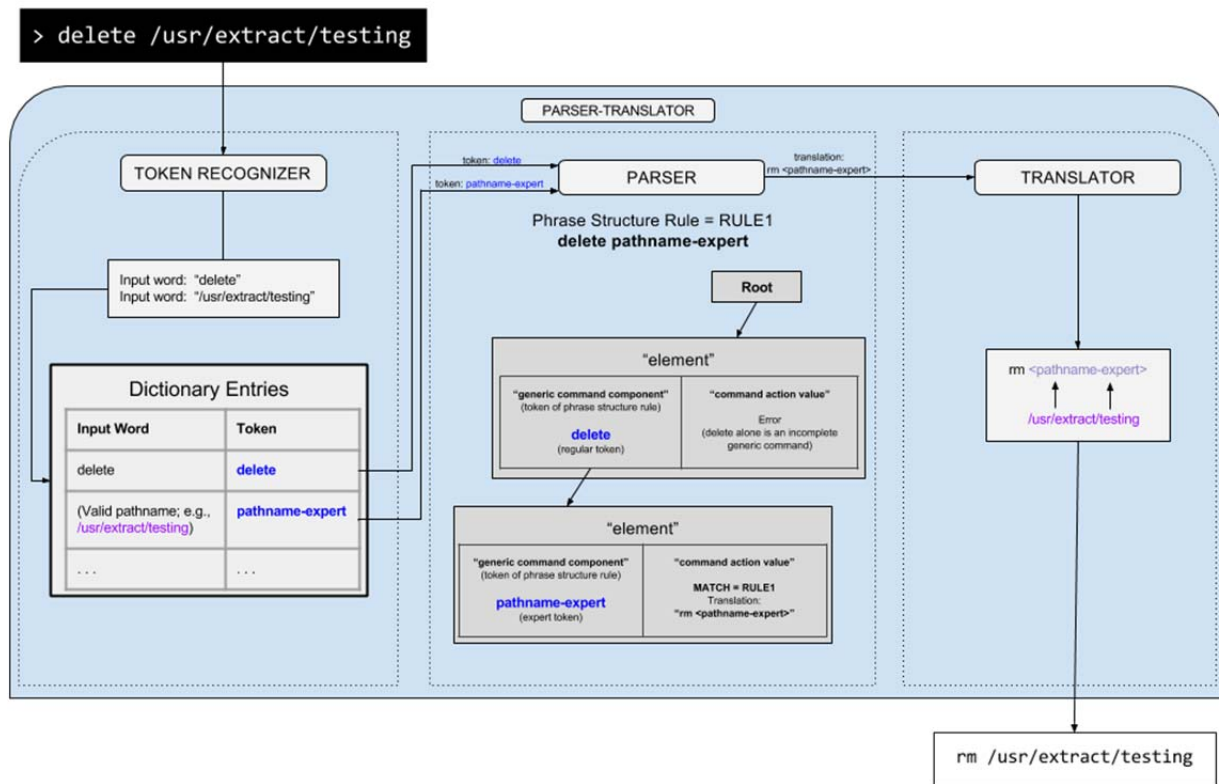 > delete /usr/extract/testing
PARSER-TRANSLATOR
TOKEN RECOGNIZER
Input word: “delete”
Input word: “/usr/extract/testing”
Dictionary Entries
Input Word Token
delete delete
(Valid pathname; e.g., pathname-expert
/usr/extract/testing)
. . . . . .
token: delete
token: pathname-expert
PARSER
Phrase Structure Rule = RULE1
delete pathname-expert
Root
“element”
“generic command component”
(token of phrase structure rule)
delete
(regular token)
“command action value”
Error
(delete alone is an incomplete
generic command)
“element”
“generic command component”
(token of phrase structure rule)
pathname-expert
(expert token)
“command action value”
MATCH = RULE1
Translation:
“rm <pathname-expert>”
translation:
rm <pathname-expert>
TRANSLATOR
rm <pathname-expert>
/usr/extract/testing
rm /usr/extract/testing